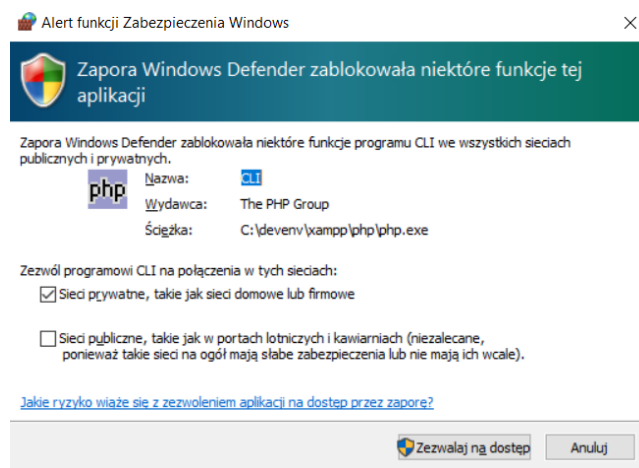 Alert funkcji Zabezpieczenia Windows
Zapora Windows Defender zablokowała niektóre funkcje tej
aplikacji
Zapora Windows Defender zablokowała niektóre funkcje programu CLI we wszystkich sieciach
publicznych i prywatnych.
php
Nazwa: CLI
Wydawca: The PHP Group
Ścieżka: C:\devenv\xampp\php\php.exe
Zezwól programowi CLI na połączenia w tych sieciach:
Sieci prywatne, takie jak sieci domowe lub firmowe
Sieci publiczne, takie jak w portach lotniczych i kawiarniach (niezalecane,
ponieważ takie sieci na ogół mają słabe zabezpieczenia lub nie mają ich wcale).
Jakie ryzyko wiąże się z zezwoleniem aplikacji na dostęp przez zaporę?
Zezwalaj na dostęp Anuluj